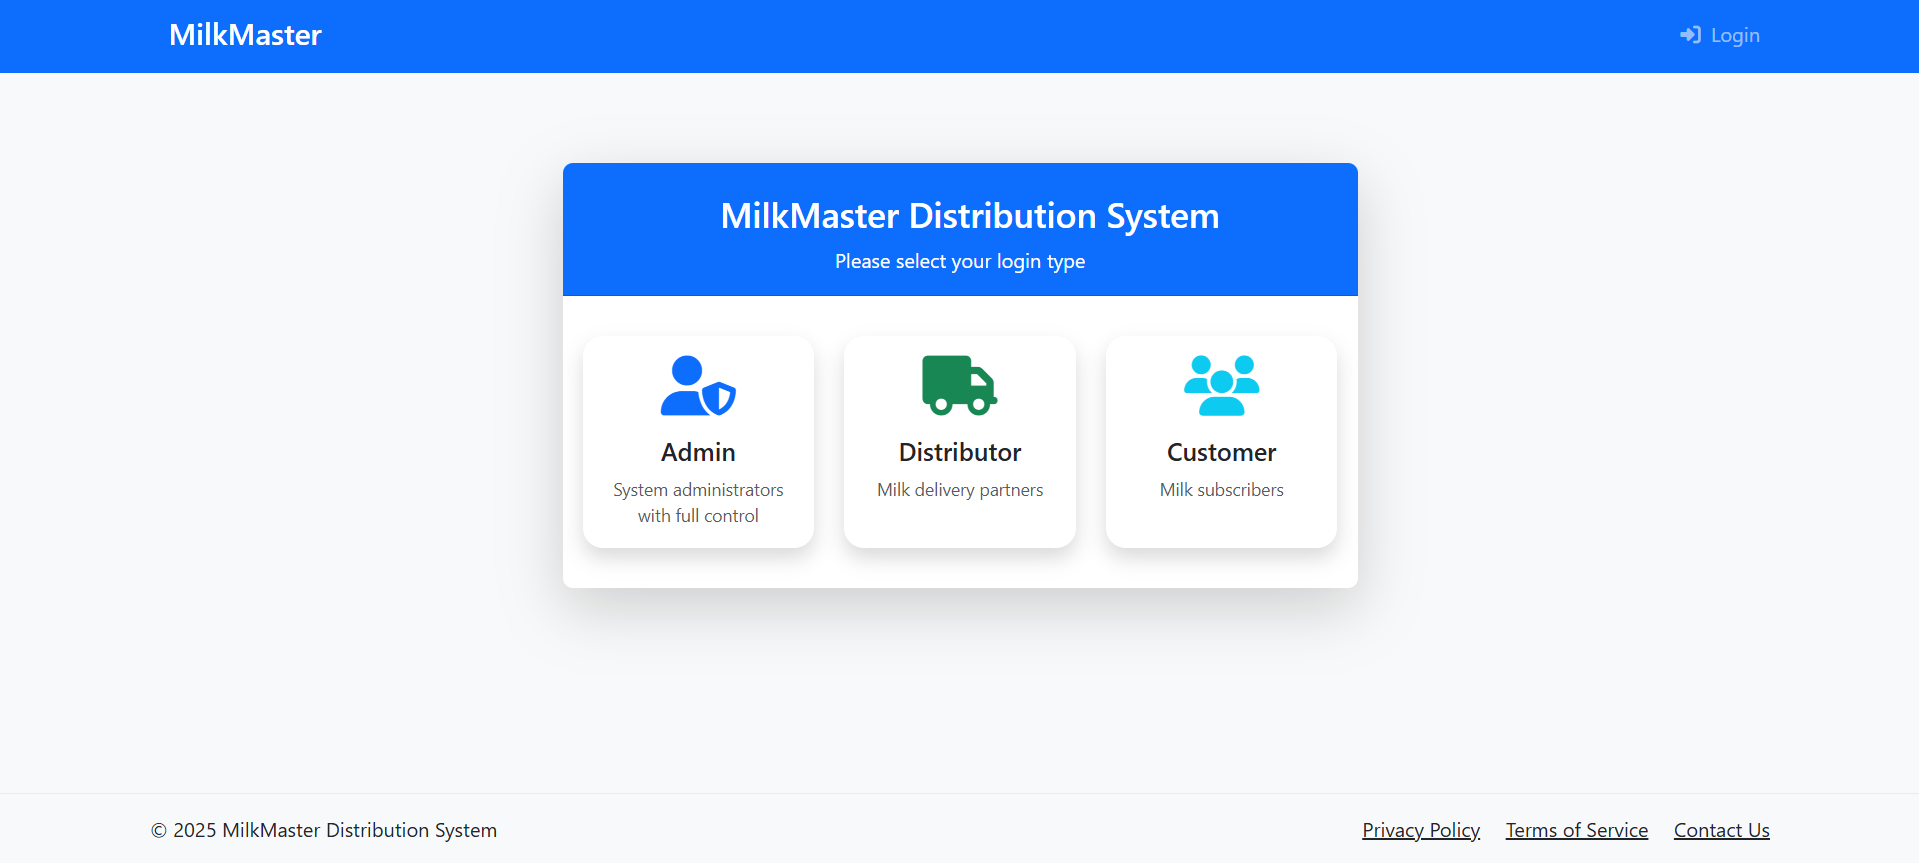 MilkMaster
Login
MilkMaster Distribution System
Please select your login type
Admin
System administrators
with full control
Distributor
Milk delivery partners
Customer
Milk subscribers
© 2025 MilkMaster Distribution System
Privacy Policy Terms of Service Contact Us